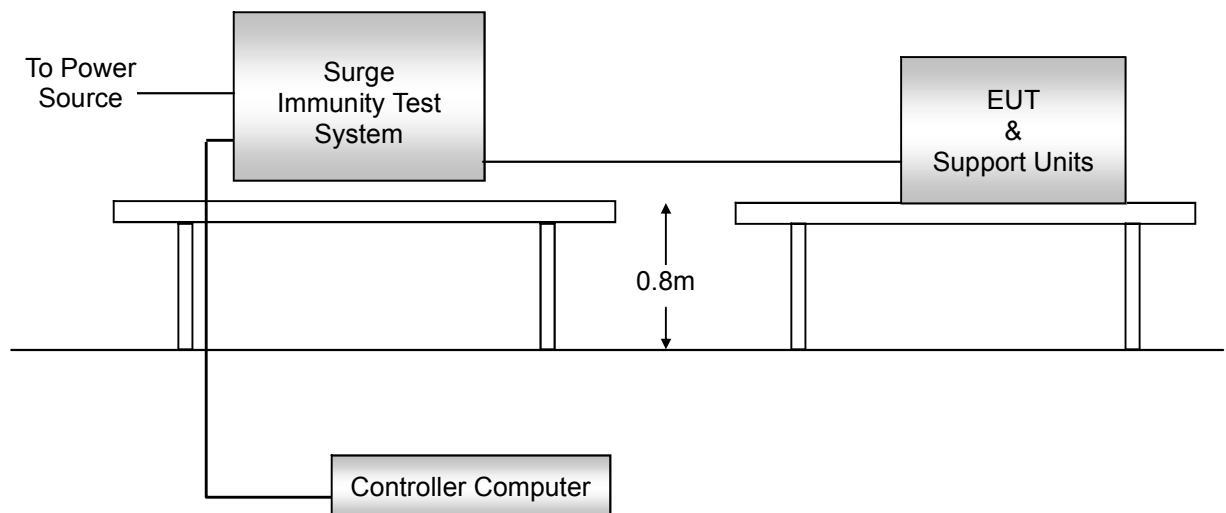 To Power
Source
Surge
Immunity Test
System
EUT
&
Support Units
0.8m
Controller Computer